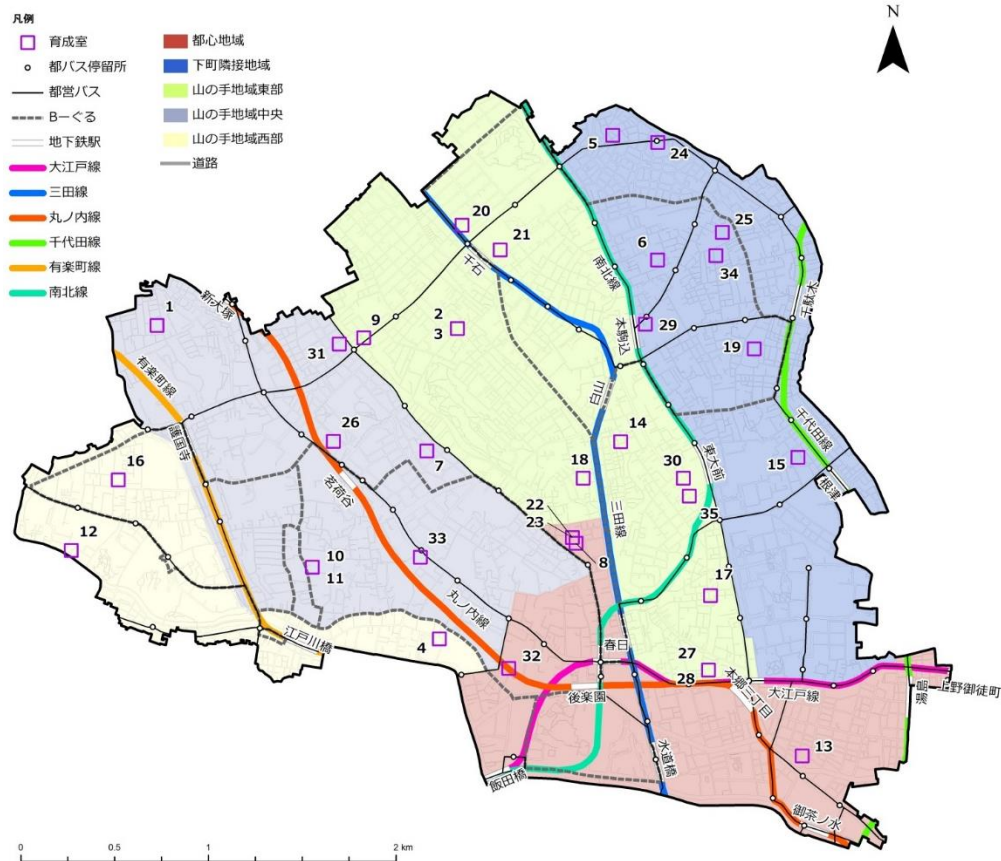 凡例
育成室
都バス停留所
都営バス
Bーぐる
地下鉄駅
大江戸線
三田線
丸ノ内線
千代田線
有楽町線
南北線
都心地域
下町隣接地域
山の手地域東部
山の手地域中央
山の手地域西部
道路
N
5
24
20
21
千石
南北線
6
25
34
千駄木
1
新大塚
9
31
2
3
29
本駒込
19
有楽町線
護国寺
白山
26
7
14
18
30
東大前
35
15
千代田線
根津
16
茗荷谷
三田線
12
22
23
8
33
10
11
17
丸ノ内線
江戸川橋
4
32
春日
27
28
後楽園
本郷三丁目
大江戸線
湯島
上野御徒町
水道橋
飯田橋
13
御茶ノ水
0
0.5
1
2 km